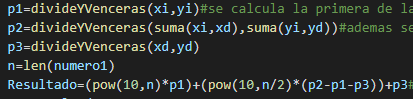 p1=divideYVenceras(xi,yi)#se calcula la primera de la
p2=divideYVenceras(suma(xi,xd),suma(yi,yd))#ademas se
p3=divideYVenceras(xd,yd)
n=len(numero1)
Resultado=(pow(10,n)*p1)+(pow(10,n/2)*(p2-p1-p3))+p3#